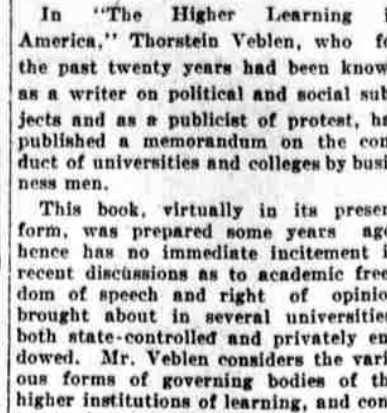 In "The Higher Learning i
America," Thorstein Veblen, who fo
the past twenty years had been know
as a writer on political and social sub
jects and as a publicist of protest, ha
published a memorandum on the con
duct of universities and colleges by busi
ness men.
This book, virtually in its presen
form, was prepared some years ago
hence has no immediate incitement i
recent discussions as to academic free
dom of speech and right of opinio
brought about in several universitie
both state-controlled and privately en
dowed. Mr. Veblen considers the vari
ous forms of governing bodies of th
higher institutions of learning, and con